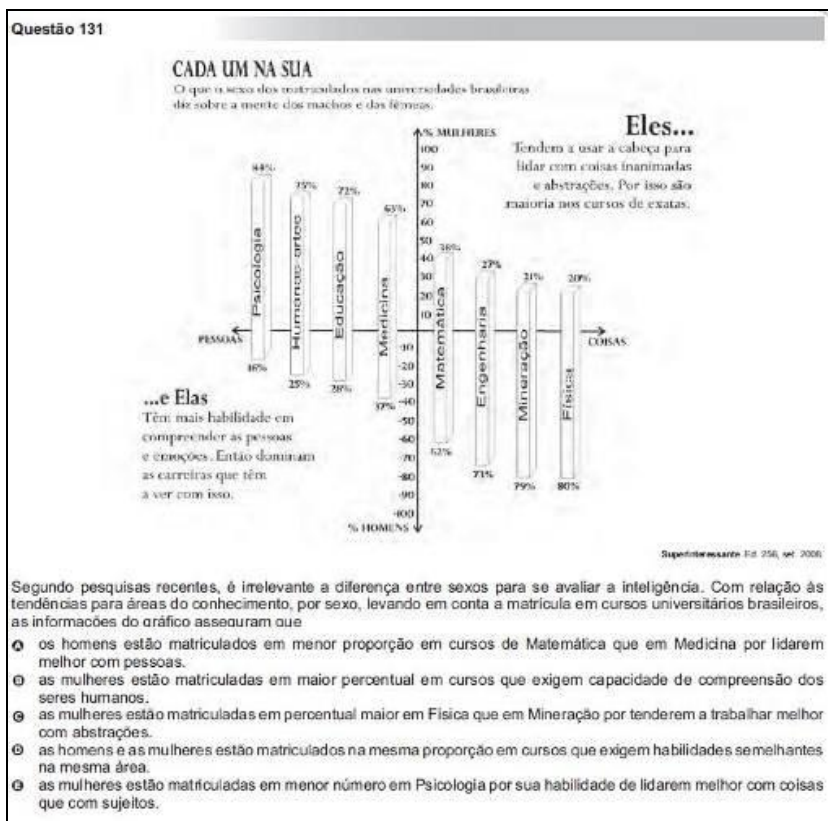 Questão 131
CADA UM NA SUA
O que o sexo dos matriculados nas universidades brasileiras
diz sobre a mente dos machos e das fêmeas.
% MULHERES
Eles...
Tendem a usar a cabeça para
lidar com coisas inanimadas
e abstrações. Por isso são
maioria nos cursos de exatas.
100
90
80
70
60
50
40
30
20
10
75%
72%
63%
27%
21%
20%
Psicologia
Humanas-artes
Educação
Medicina
Matemática
Engenharia
Mineração
Física
PESSOAS
COISAS
-10
-20
-30
-40
-50
-60
-70
-80
-90
-100
16%
25%
28%
37%
62%
73%
79%
80%
...e Elas
Têm mais habilidade em
compreender as pessoas
e emoções. Então dominam
as carreiras que têm
a ver com isso.
% HOMENS
Superinteressante. Ed. 256, set. 2008.
Segundo pesquisas recentes, é irrelevante a diferença entre sexos para se avaliar a inteligência. Com relação às
tendências para áreas do conhecimento, por sexo, levando em conta a matrícula em cursos universitários brasileiros,
as informações do gráfico asseguram que
A os homens estão matriculados em menor proporção em cursos de Matemática que em Medicina por lidarem
melhor com pessoas.
B as mulheres estão matriculadas em maior percentual em cursos que exigem capacidade de compreensão dos
seres humanos.
C as mulheres estão matriculadas em percentual maior em Física que em Mineração por tenderem a trabalhar melhor
com abstrações.
D as homens e as mulheres estão matriculados na mesma proporção em cursos que exigem habilidades semelhantes
na mesma área.
E as mulheres estão matriculadas em menor número em Psicologia por sua habilidade de lidarem melhor com coisas
que com sujeitos.